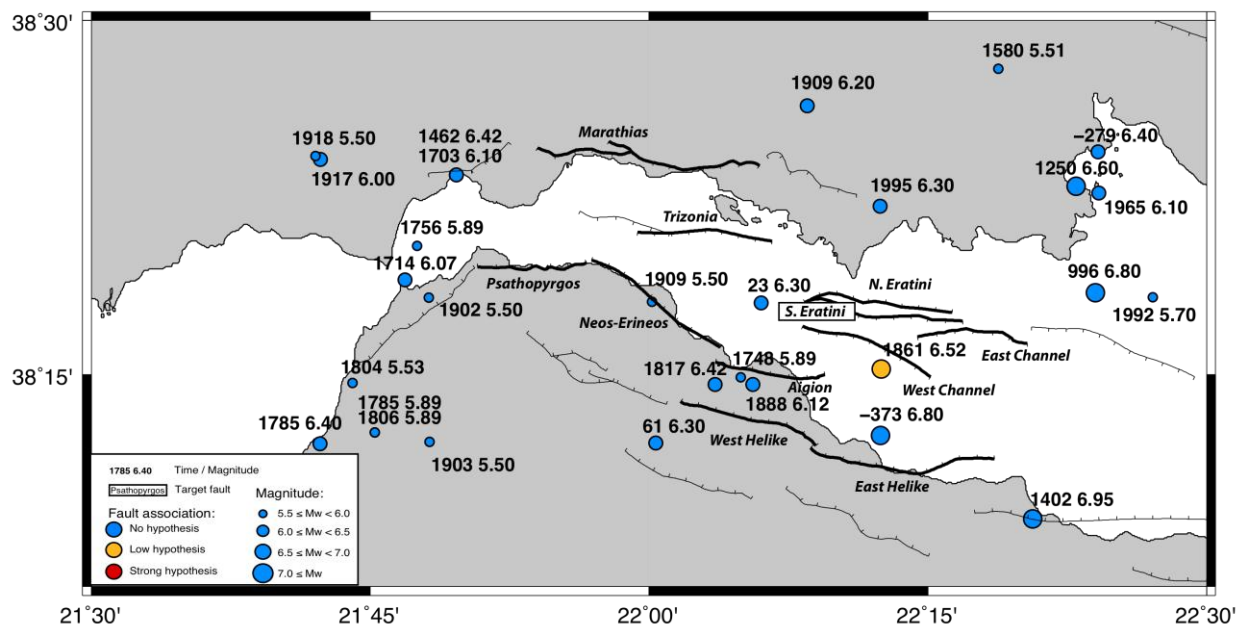 38°30'
1580 5.51
1909 6.20
1918 5.50
1462 6.42
Marathias
−279 6.40
1703 6.10
1917 6.00
1250 6.60
1995 6.30
1965 6.10
Trizonia
1756 5.89
1714 6.07
996 6.80
1909 5.50
23 6.30
N. Eratini
Psathopyrgos
S. Eratini
1902 5.50
1992 5.70
Neos-Erineos
East Channel
1861 6.52
38°15'
1804 5.53
1817 6.42
1748 5.89
Aigion
West Channel
1785 5.89
1888 6.12
1785 6.40
1806 5.89
61 6.30
West Helike
−373 6.80
1903 5.50
East Helike
1402 6.95
1785 6.40 Time / Magnitude
Psathopyrgos Target fault
Magnitude:
Fault association:
5.5 ≤ Mw < 6.0
No hypothesis
6.0 ≤ Mw < 6.5
Low hypothesis
6.5 ≤ Mw < 7.0
Strong hypothesis
7.0 ≤ Mw
21°30' 21°45' 22°00' 22°15' 22°30'